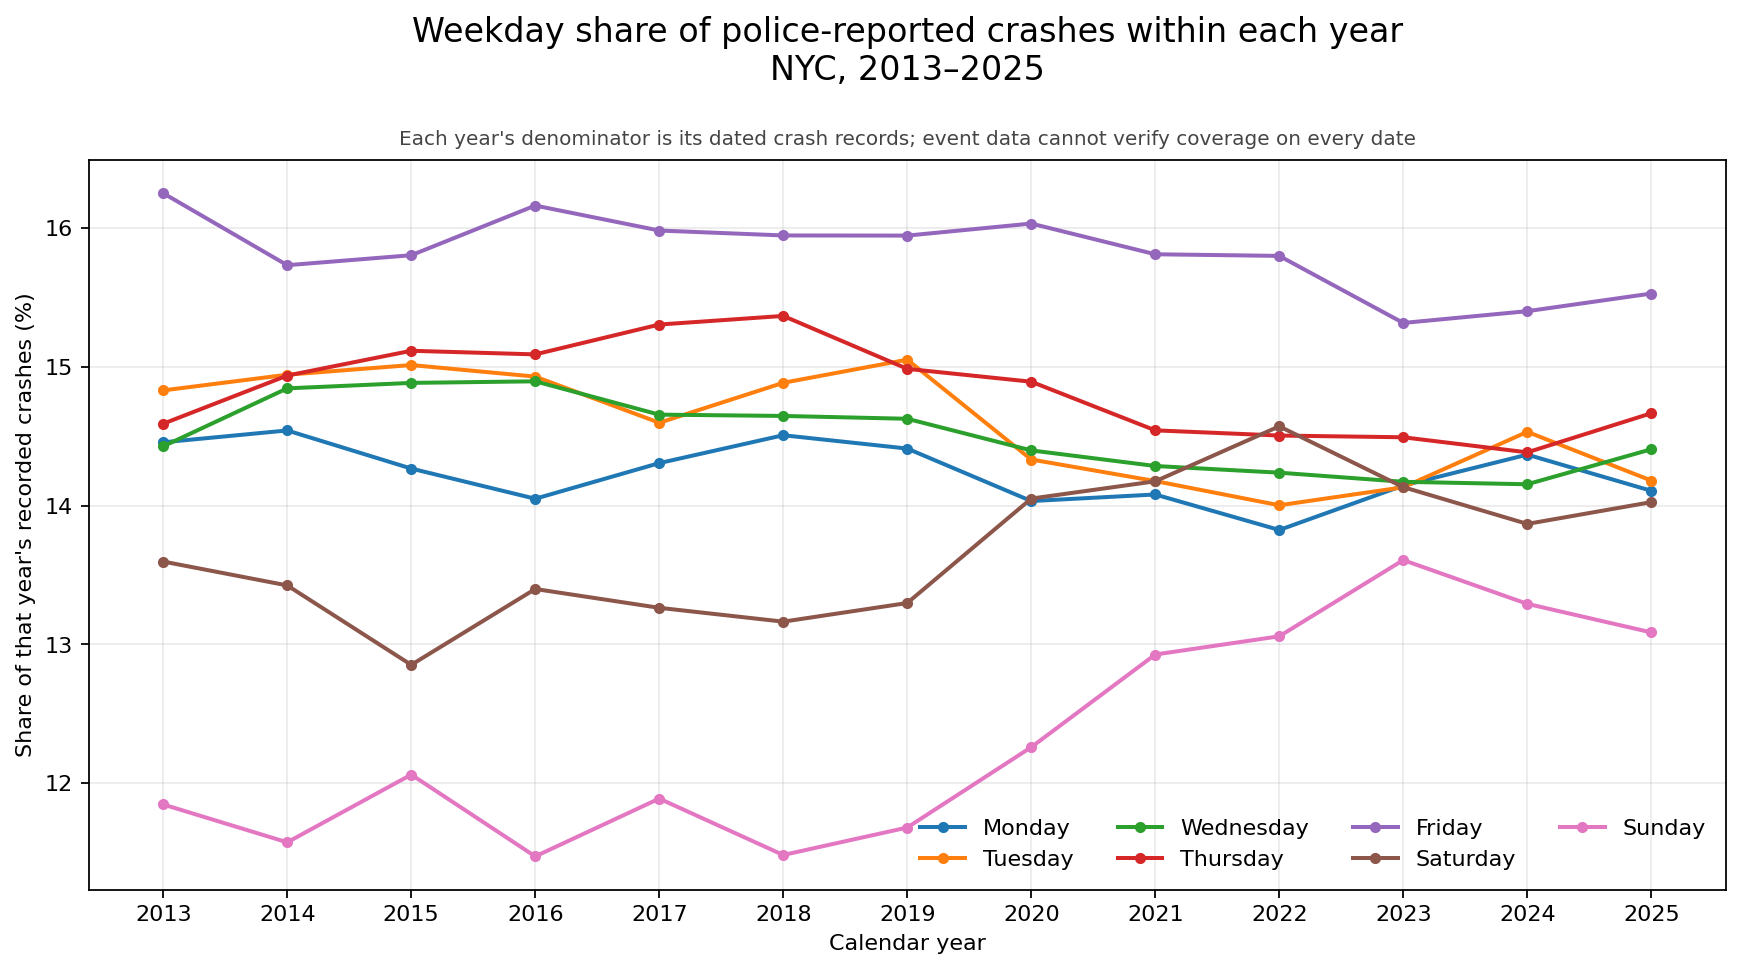 Weekday share of police-reported crashes within each year
NYC, 2013–2025
Each year's denominator is its dated crash records; event data cannot verify coverage on every date
Share of that year's recorded crashes (%)
16
15
14
13
12
Monday
Tuesday
Wednesday
Thursday
Friday
Saturday
Sunday
2013 2014 2015 2016 2017 2018 2019 2020 2021 2022 2023 2024 2025
Calendar year